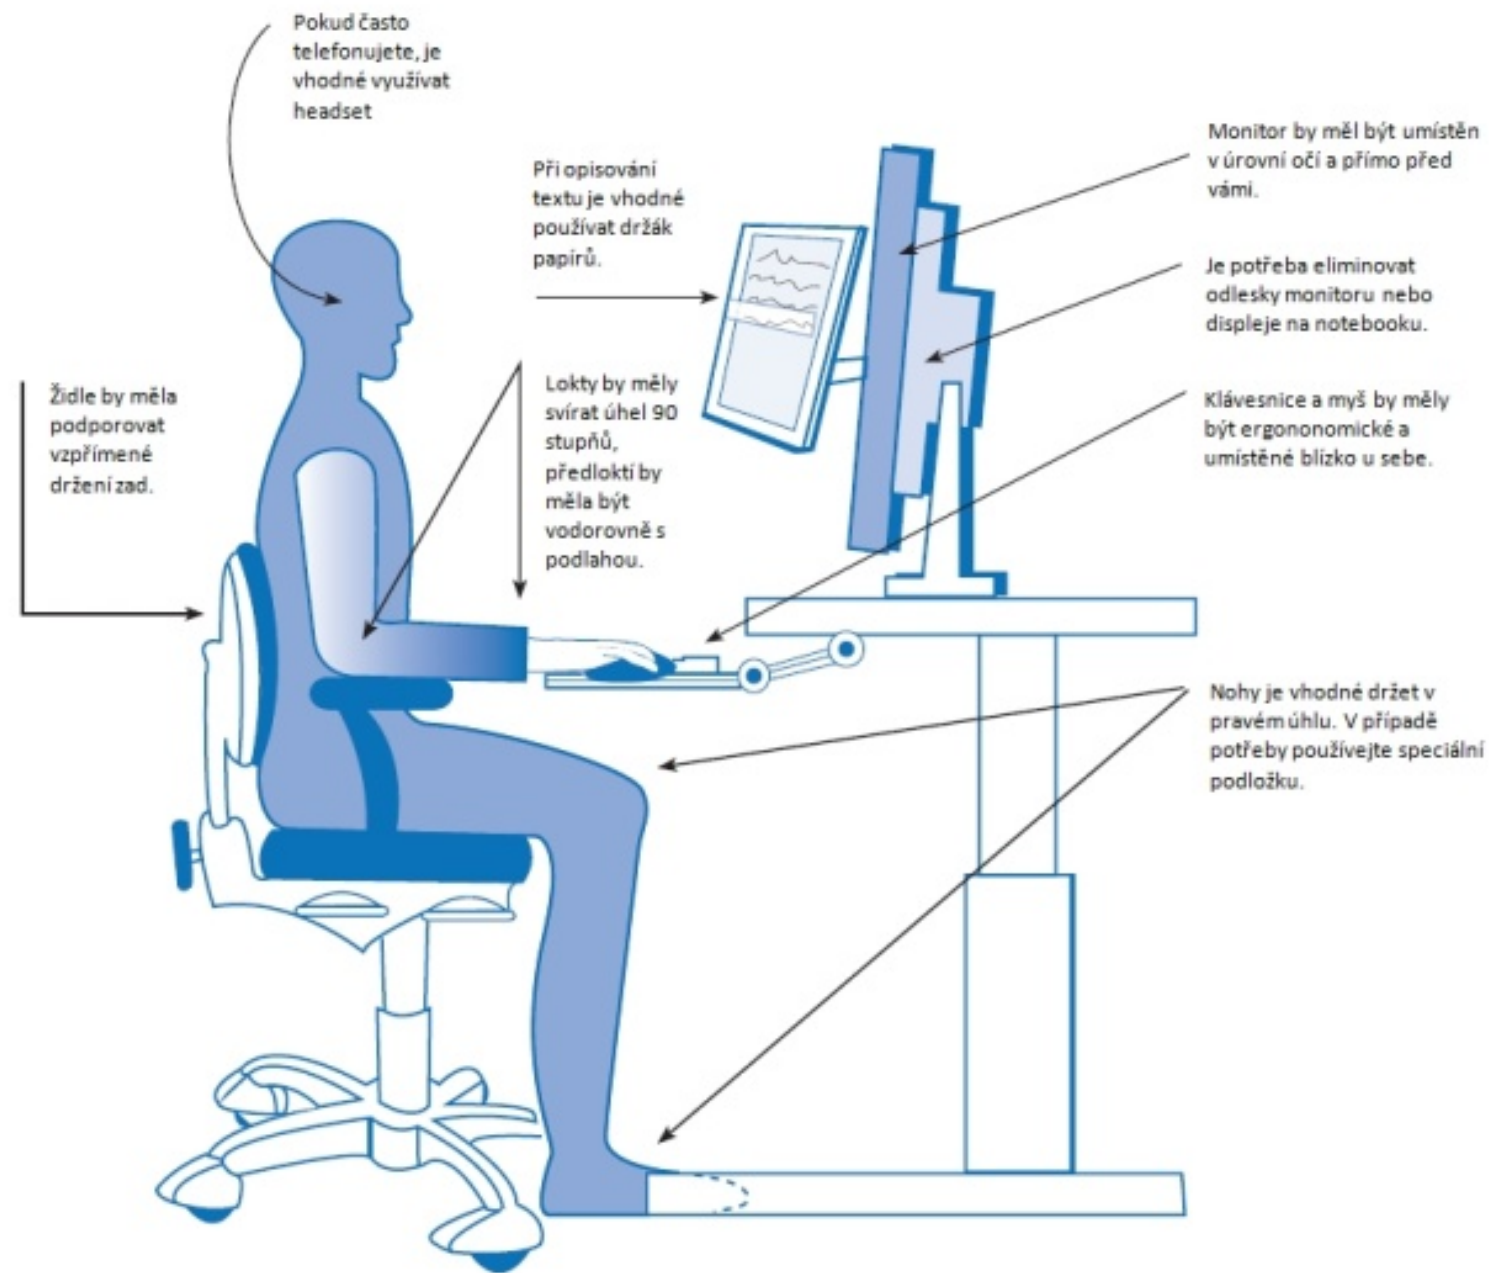 Pokud často
telefonujete, je
vhodné využívat
headset
Při opisování
textu je vhodné
používat držák
papírů.
Monitor by měl být umístěn
v úrovní očí a přímo před
vámi.
Je potřeba eliminovat
odlesky monitoru nebo
displeje na notebooku.
Židle by měla
podporovat
vzpřímené
držení zad.
Lokty by měly
svírat úhel 90
stupňů,
předloktí by
měla být
vodorovně s
podlahou.
Klávesnice a myš by měly
být ergononomické a
umístěné blízko u sebe.
Nohy je vhodné držet v
pravém úhlu. V případě
potřeby používejte speciální
podložku.